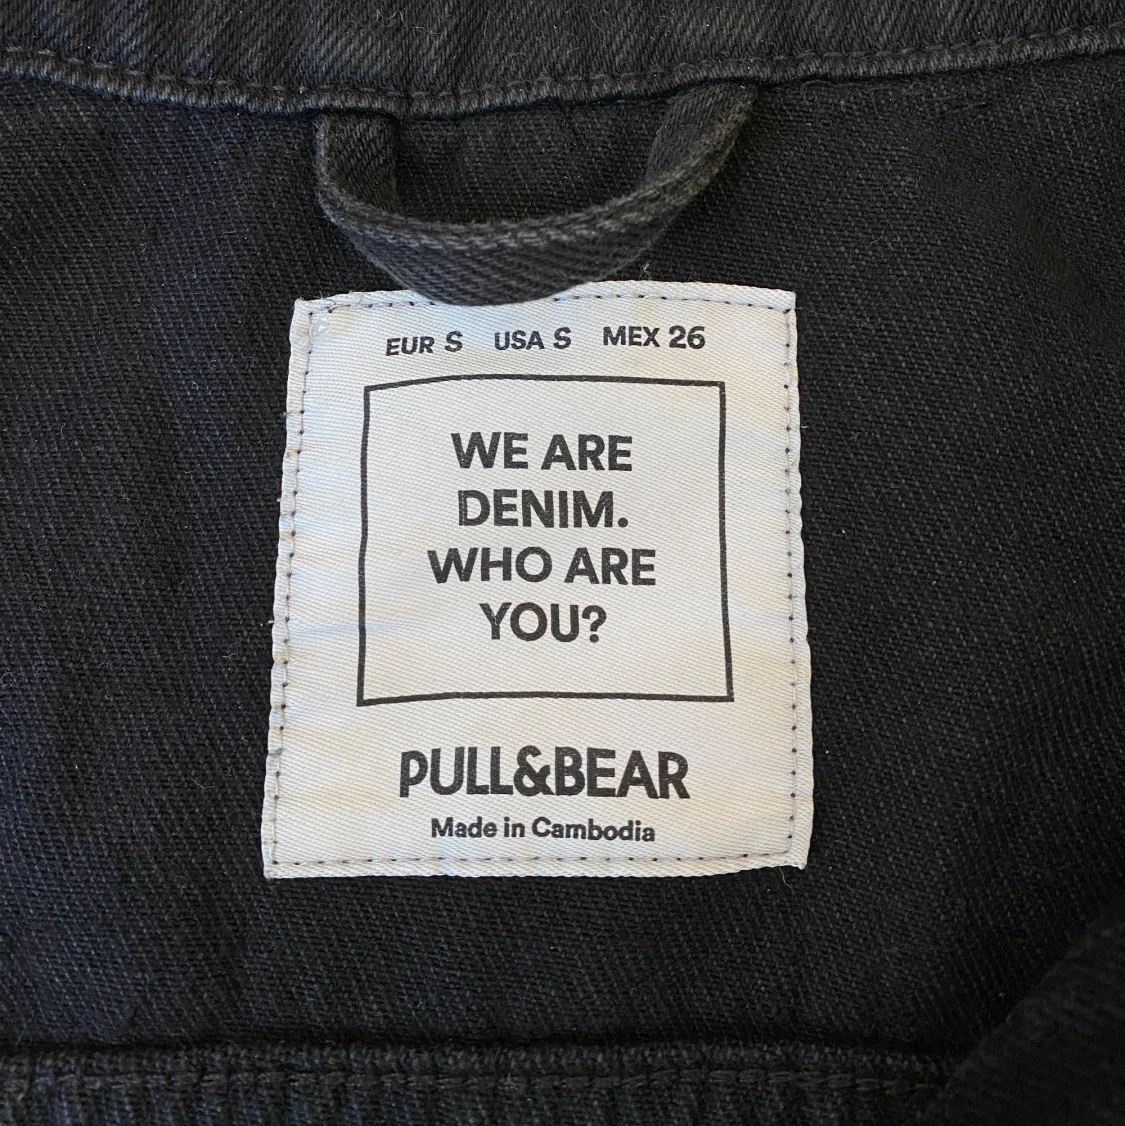 EUR S USA S MEX 26
WE ARE
DENIM.
WHO ARE
YOU?
PULL&BEAR
Made in Cambodia